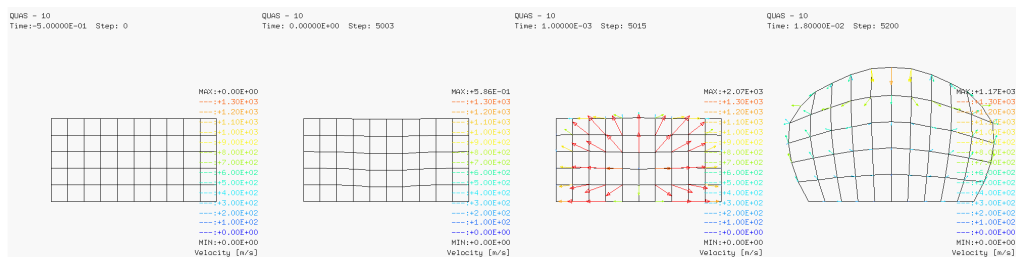 QUAS - 10
Time:-5.00000E-01 Step: 0
MAX:+0.00E+00
---:+1.30E+03
---:+1.20E+03
---:+1.10E+03
---:+1.00E+03
---:+9.00E+02
---:+8.00E+02
---:+7.00E+02
---:+6.00E+02
---:+5.00E+02
---:+4.00E+02
---:+3.00E+02
---:+2.00E+02
---:+1.00E+02
---:+0.00E+00
MIN:+0.00E+00
Velocity [m/s]
QUAS - 10
Time: 0.00000E+00 Step: 5003
MAX:+5.86E-01
---:+1.30E+03
---:+1.20E+03
---:+1.10E+03
---:+1.00E+03
---:+9.00E+02
---:+8.00E+02
---:+7.00E+02
---:+6.00E+02
---:+5.00E+02
---:+4.00E+02
---:+3.00E+02
---:+2.00E+02
---:+1.00E+02
---:+0.00E+00
MIN:+0.00E+00
Velocity [m/s]
QUAS - 10
Time: 1.00000E-03 Step: 5015
MAX:+2.07E+03
---:+1.30E+03
---:+1.20E+03
---:+1.10E+03
---:+1.00E+03
---:+9.00E+02
---:+8.00E+02
---:+7.00E+02
---:+6.00E+02
---:+5.00E+02
---:+4.00E+02
---:+3.00E+02
---:+2.00E+02
---:+1.00E+02
---:+0.00E+00
MIN:+0.00E+00
Velocity [m/s]
QUAS - 10
Time: 1.80000E-02 Step: 5200
MAX:+1.17E+03
---:+1.30E+03
---:+1.20E+03
---:+1.10E+03
---:+1.00E+03
---:+9.00E+02
---:+8.00E+02
---:+7.00E+02
---:+6.00E+02
---:+5.00E+02
---:+4.00E+02
---:+3.00E+02
---:+2.00E+02
---:+1.00E+02
---:+0.00E+00
MIN:+0.00E+00
Velocity [m/s]